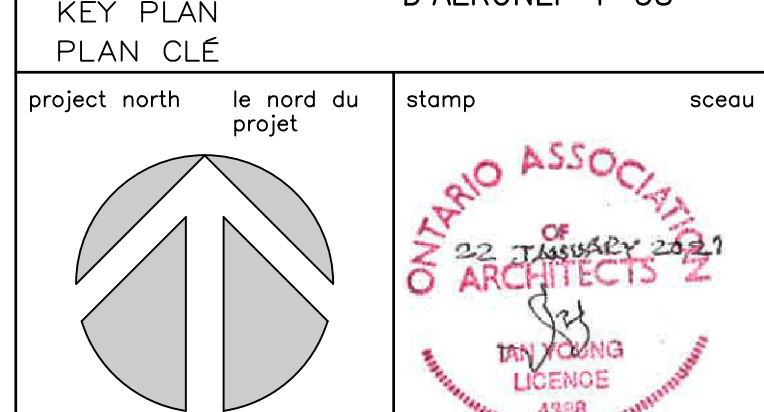 KEY PLAN
PLAN CLÉ
project north
le nord du
projet
stamp
sceau
ONTARIO ASSOCIATION
OF
22 JANUARY 2021
ARCHITECTS
IAN YOUNG
LICENCE